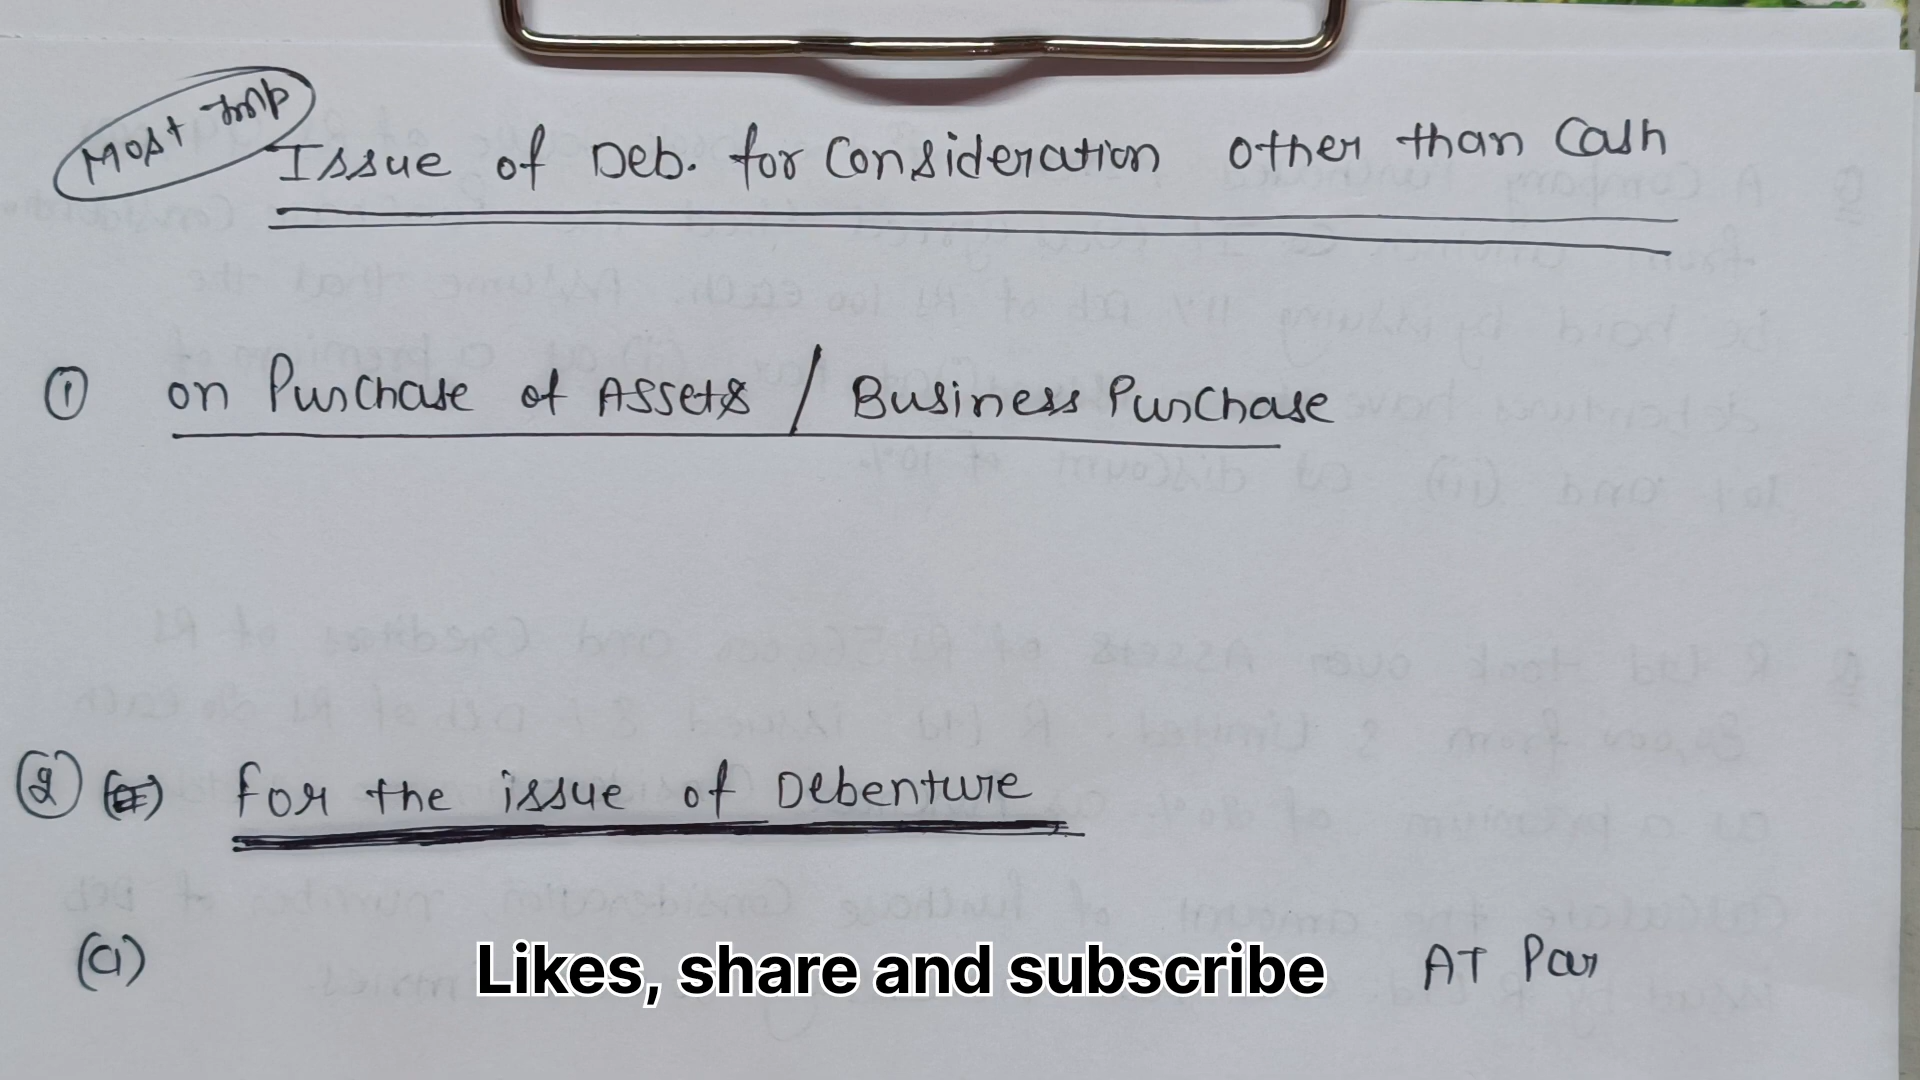 Most Imp
Issue of Deb. for Consideration other than Cash
① on Purchase of Assets / Business Purchase
② for the issue of Debenture
(a) AT Par
Likes, share and subscribe